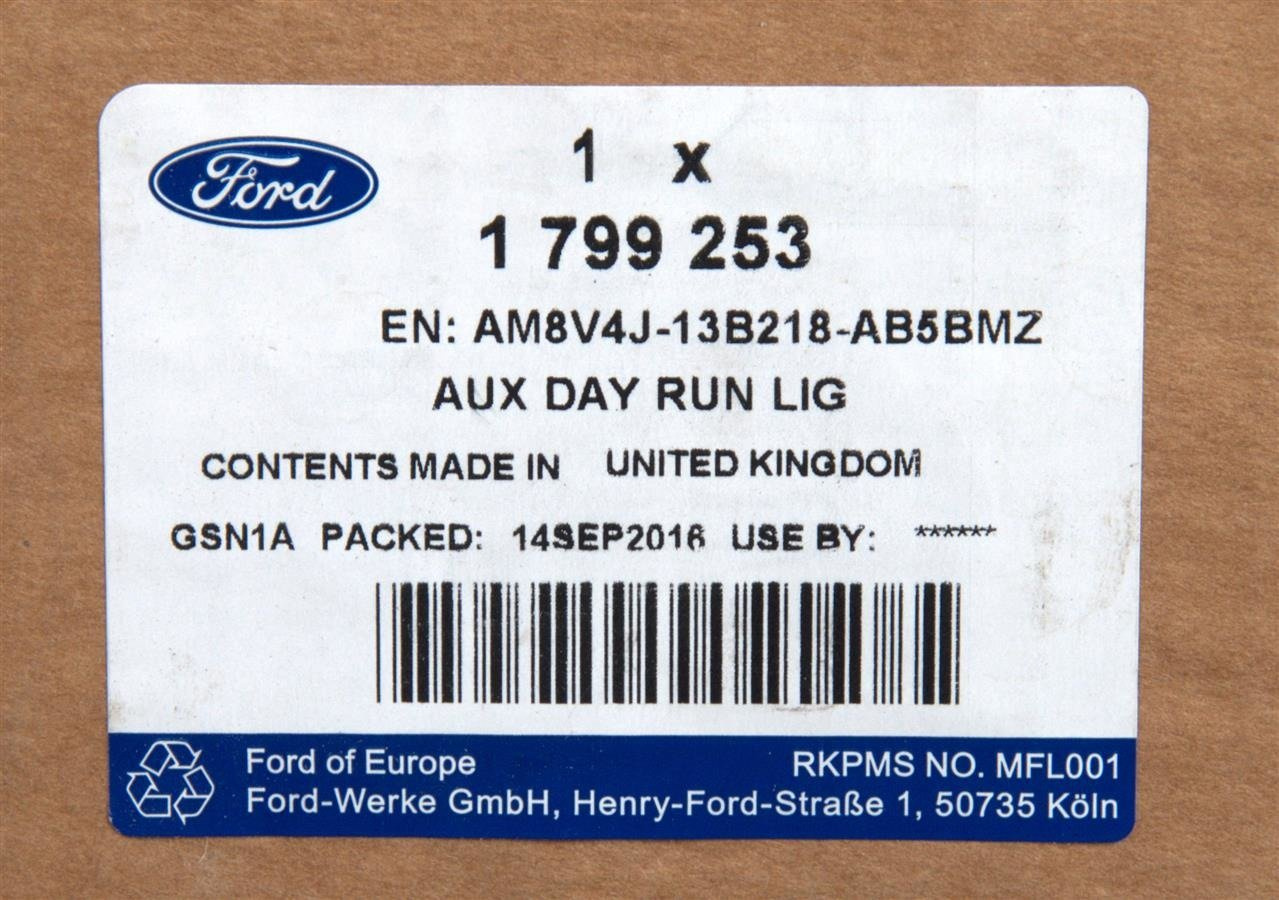 Ford
1 x
1 799 253
EN: AM8V4J-13B218-AB5BMZ
AUX DAY RUN LIG
CONTENTS MADE IN UNITED KINGDOM
GSN1A PACKED: 14SEP2016 USE BY: ******
Ford of Europe
RKPMS NO. MFL001
Ford-Werke GmbH, Henry-Ford-Straße 1, 50735 Köln